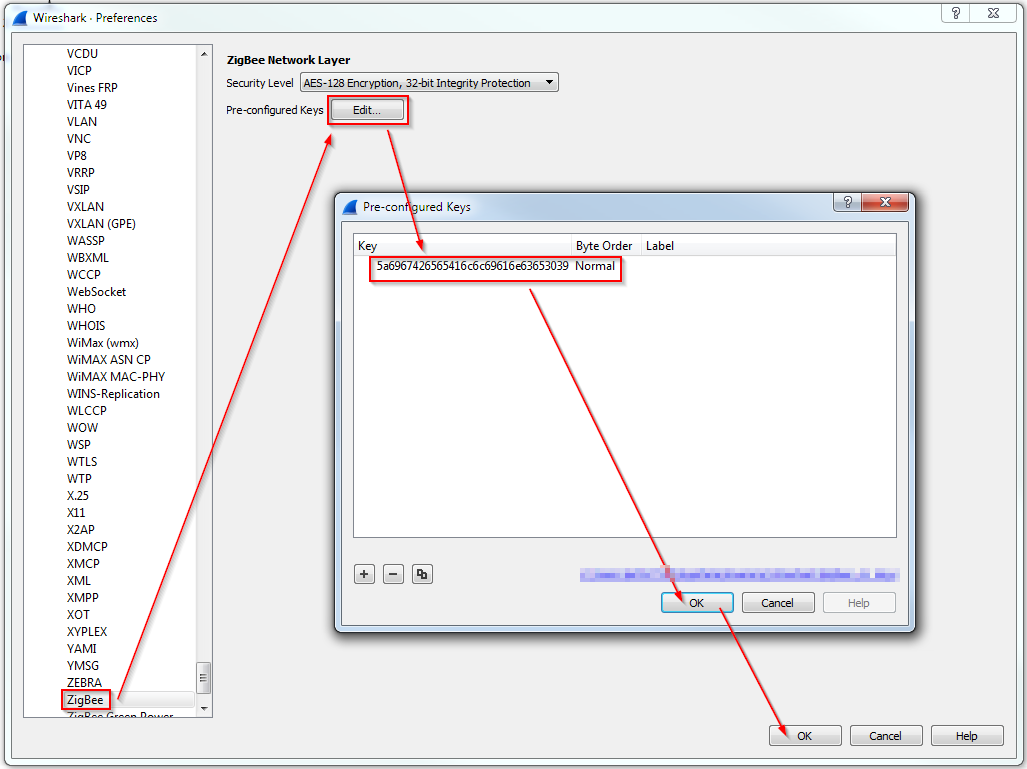 Wireshark · Preferences
VCDU
VICP
Vines FRP
VITA 49
VLAN
VNC
VP8
VRRP
VSIP
VXLAN
VXLAN (GPE)
WASSP
WBXML
WCCP
WebSocket
WHO
WHOIS
WiMax (wmx)
WiMAX ASN CP
WiMAX MAC-PHY
WINS-Replication
WLCCP
WOW
WSP
WTLS
WTP
X.25
X11
X2AP
XDMCP
XMCP
XML
XMPP
XOT
XYPLEX
YAMI
YMSG
ZEBRA
ZigBee
ZigBee Green Power
ZigBee Network Layer
Security Level AES-128 Encryption, 32-bit Integrity Protection
Pre-configured Keys Edit...
Pre-configured Keys
Key Byte Order Label
5a6967426565416c6c69616e63653039 Normal
OK Cancel Help
OK Cancel Help